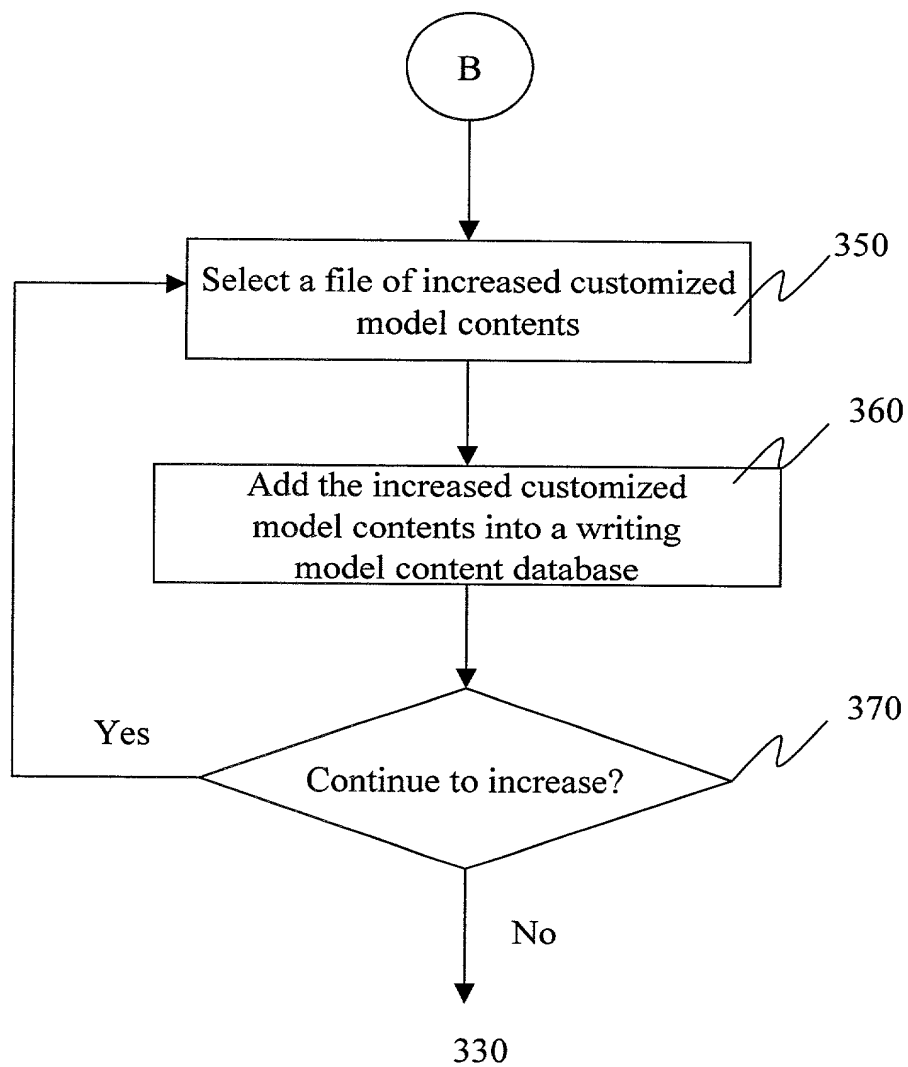 B
350
Select a file of increased customized
model contents
360
Add the increased customized
model contents into a writing
model content database
370
Yes
Continue to increase?
No
330